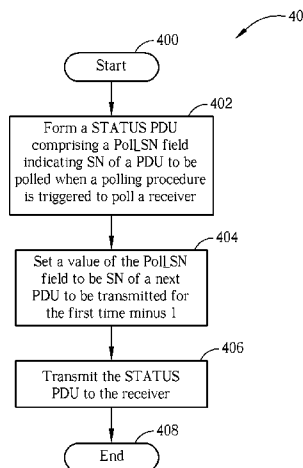 40
400
Start
402
Form a STATUS PDU
comprising a Poll_SN field
indicating SN of a PDU to be
polled when a polling procedure
is triggered to poll a receiver
404
Set a value of the Poll_SN
field to be SN of a next
PDU to be transmitted for
the first time minus 1
406
Transmit the STATUS
PDU to the receiver
408
End